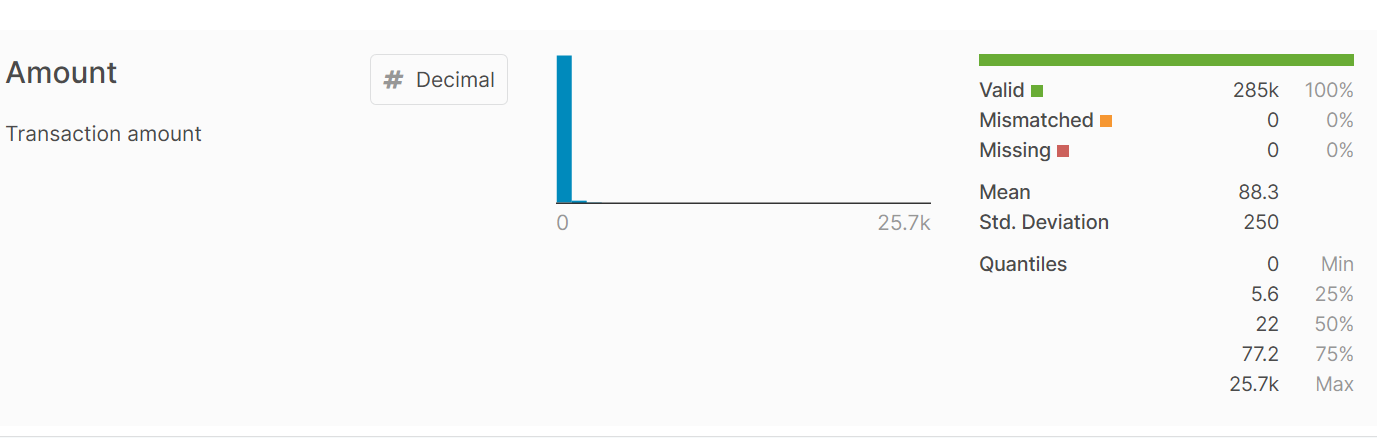 Amount
# Decimal
Transaction amount
0 25.7k
Valid 285k 100%
Mismatched 0 0%
Missing 0 0%
Mean 88.3
Std. Deviation 250
Quantiles 0 Min
5.6 25%
22 50%
77.2 75%
25.7k Max